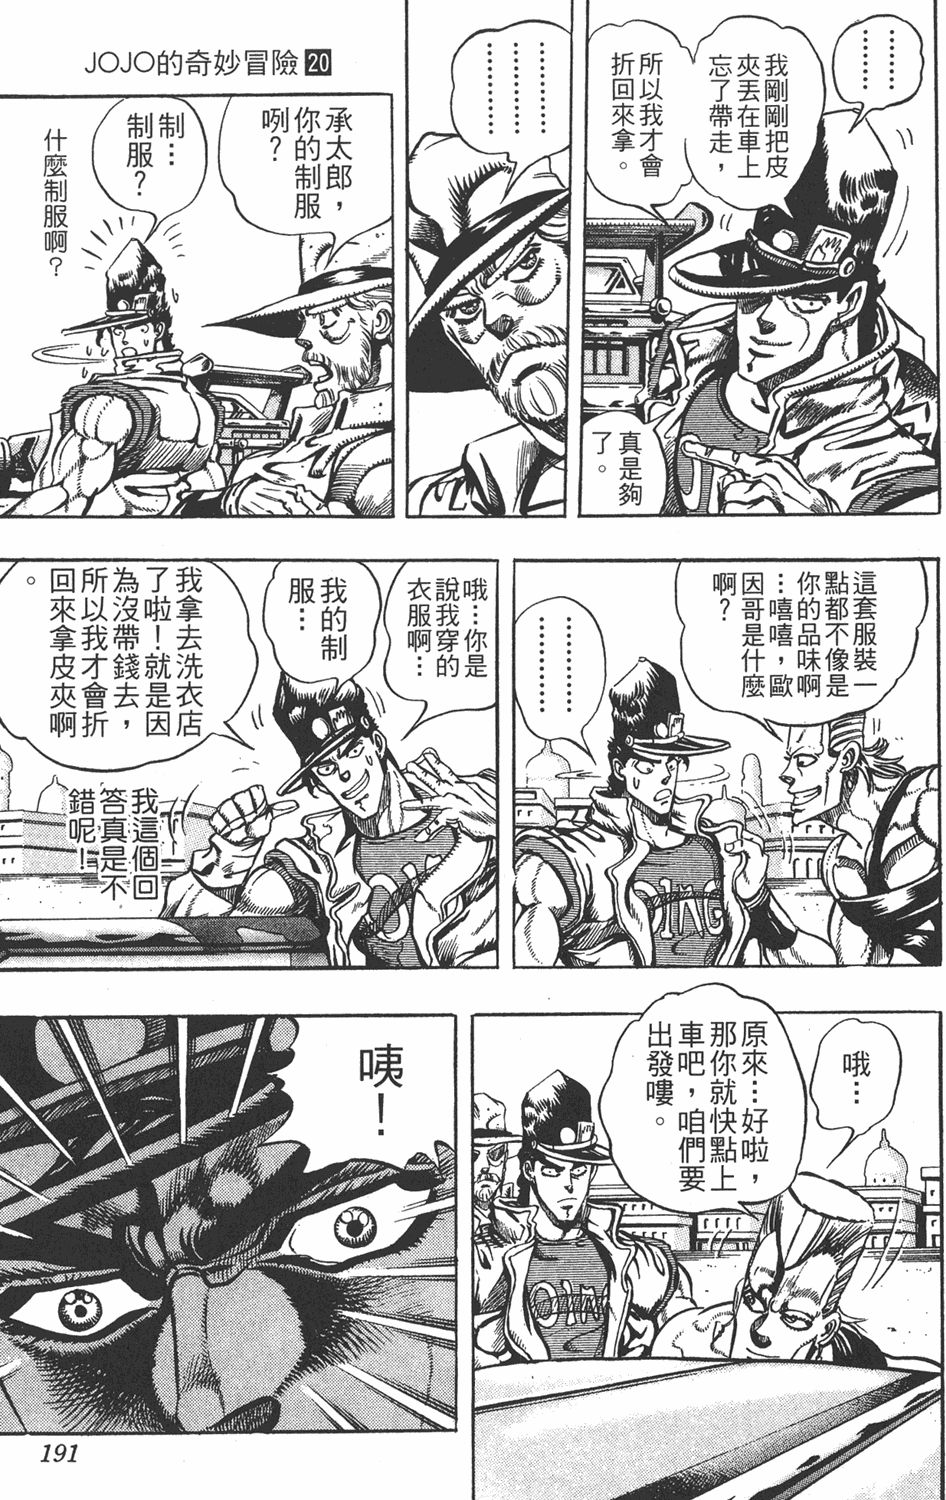 JOJO的奇妙冒險20
…………
我剛剛把皮
夾丟在車上
忘了帶走，
所以我才會
折回來拿。
真是夠
了。
…………
…………
承太郎，
你的制服
咧？
制…
制服？
什麼制服啊？
這套服裝一
點都不像是
你的品味啊
…嘻嘻，歐
因哥是什麼
啊？
…………
…………
哦…你是
說我穿的
衣服啊…
我的制
服…
我拿去洗衣店
了啦！就是因
為沒帶錢去，
所以我才會折
回來拿皮夾啊
。
我這個回
答真是不
錯呢！
哦…
原來…好啦，
那你就快點上
車吧，咱們要
出發嘍。
咦！
191